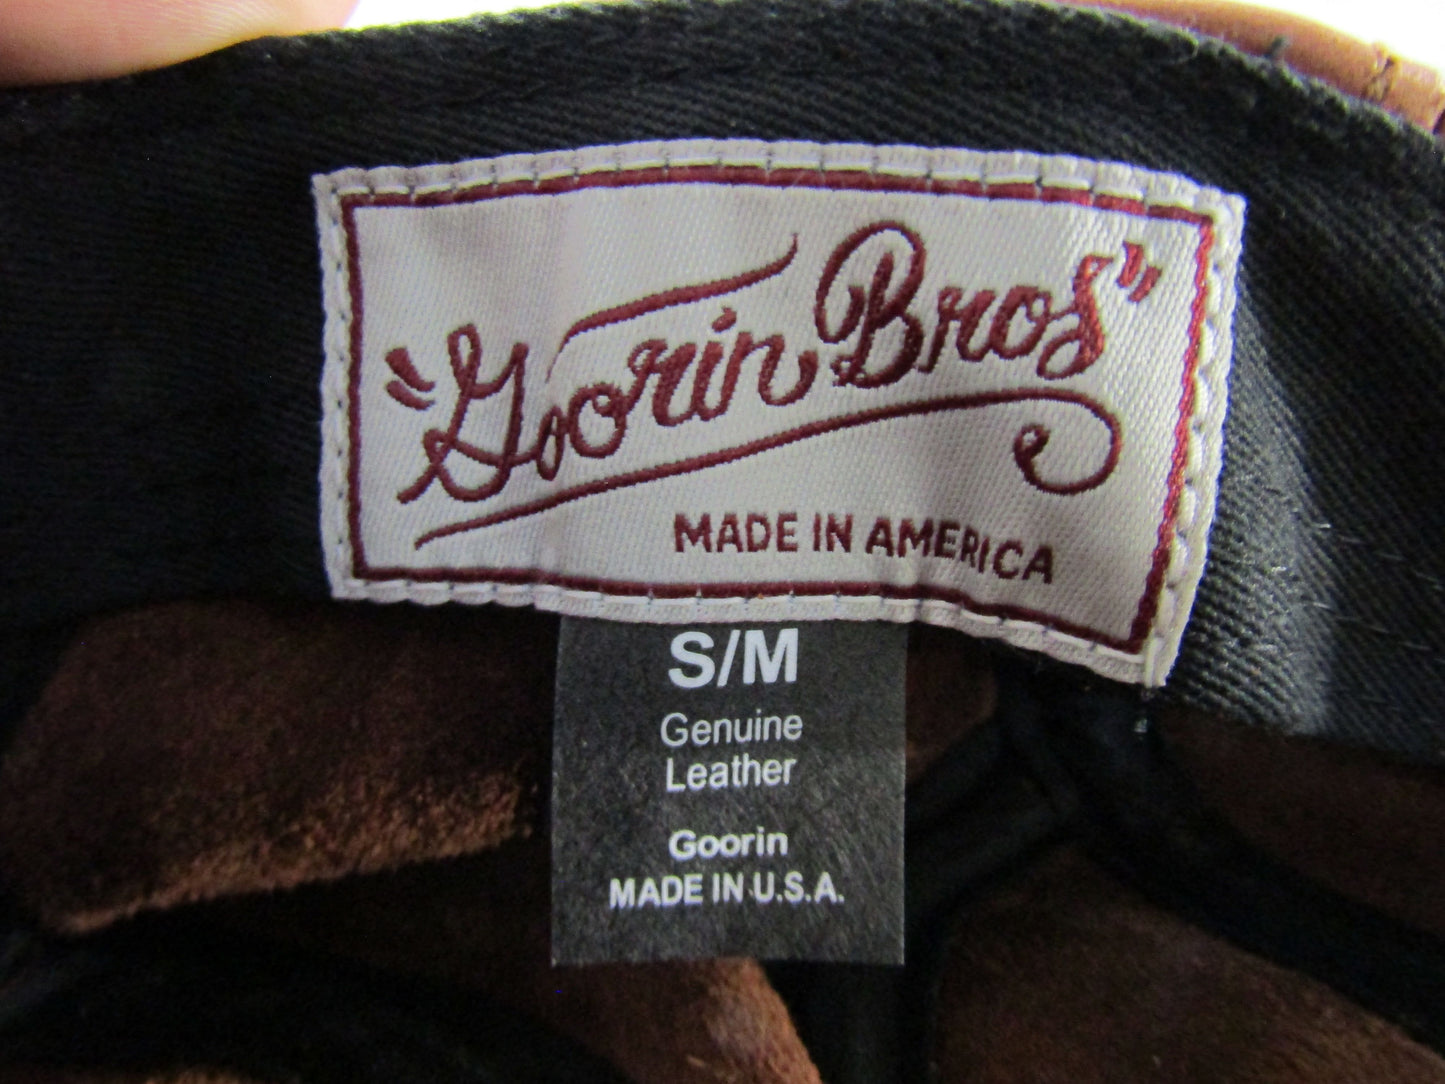 "Goorin Bros"
MADE IN AMERICA
S/M
Genuine
Leather
Goorin
MADE IN U.S.A.